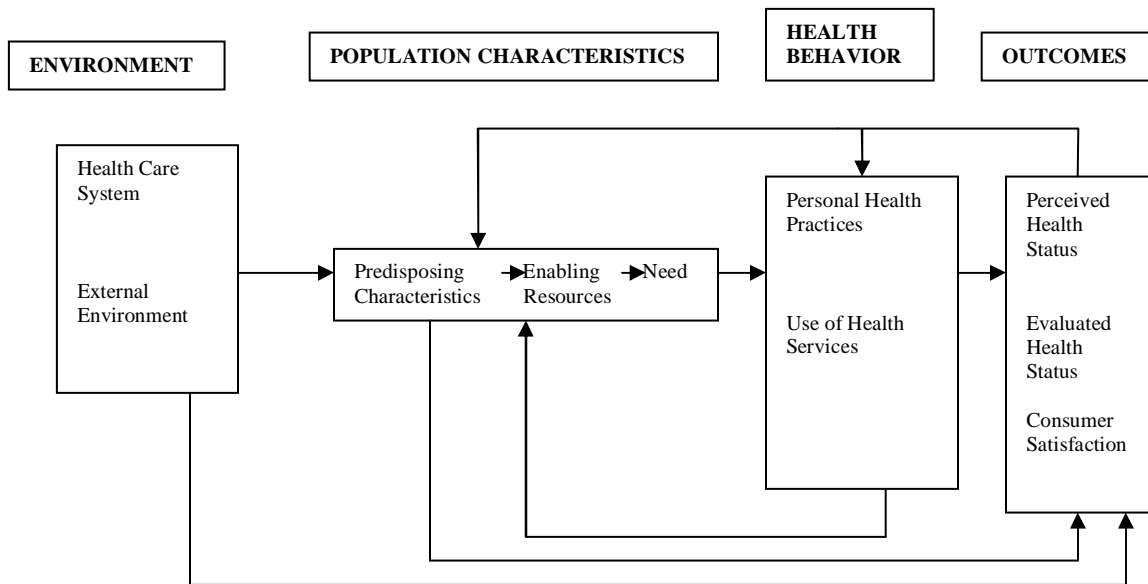 ENVIRONMENT
POPULATION CHARACTERISTICS
HEALTH
BEHAVIOR
OUTCOMES
Health Care
System
External
Environment
Predisposing
Characteristics
Enabling
Resources
Need
Personal Health
Practices
Use of Health
Services
Perceived
Health
Status
Evaluated
Health
Status
Consumer
Satisfaction